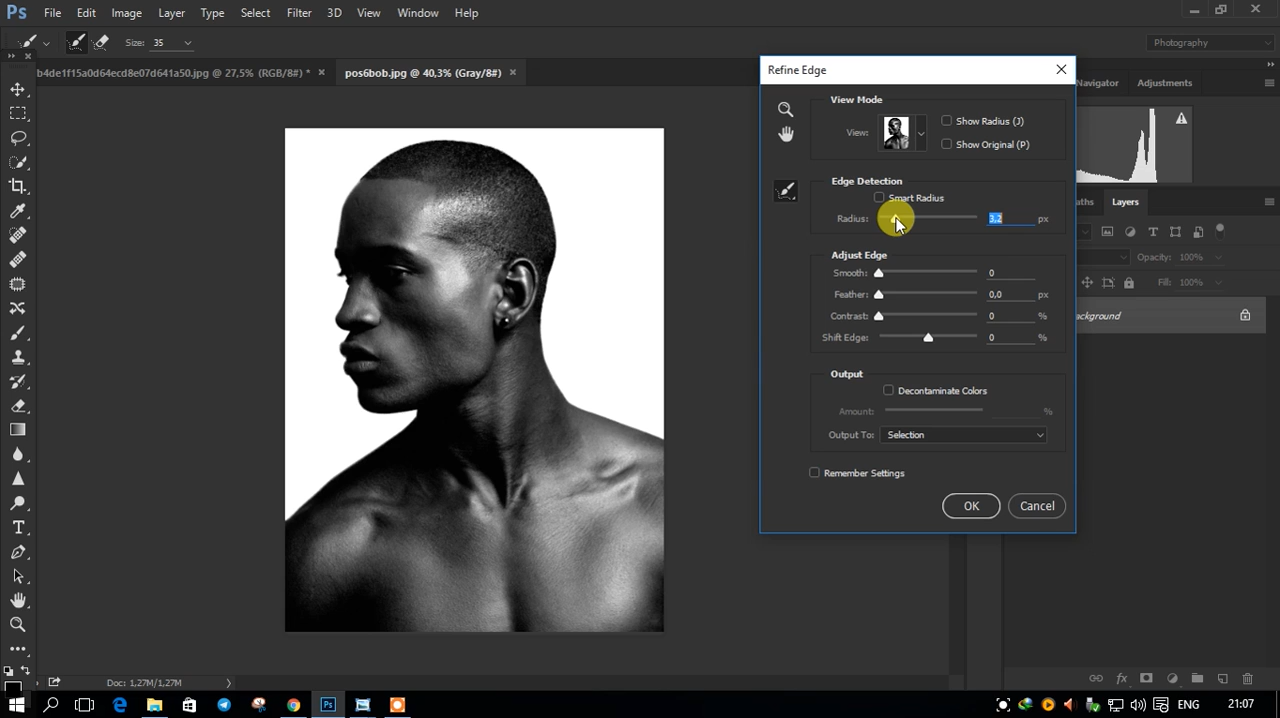 Ps File Edit Image Layer Type Select Filter 3D View Window Help
Size: 35
Photography
b4de1f15a0d64ecd8e07d641a50.jpg @ 27,5% (RGB/8#) * ×
pos6bob.jpg @ 40,3% (Gray/8#) ×
Refine Edge
Navigator Adjustments
View Mode
View:
Show Radius (J)
Show Original (P)
Edge Detection
Smart Radius
Radius: 3,2 px
Adjust Edge
Smooth: 0
Feather: 0,0 px
Contrast: 0 %
Shift Edge: 0 %
Output
Decontaminate Colors
Amount: %
Output To: Selection
Remember Settings
OK Cancel
aths Layers
Opacity: 100%
Fill: 100%
ackground
Doc: 1,27M/1,27M
ENG 21:07